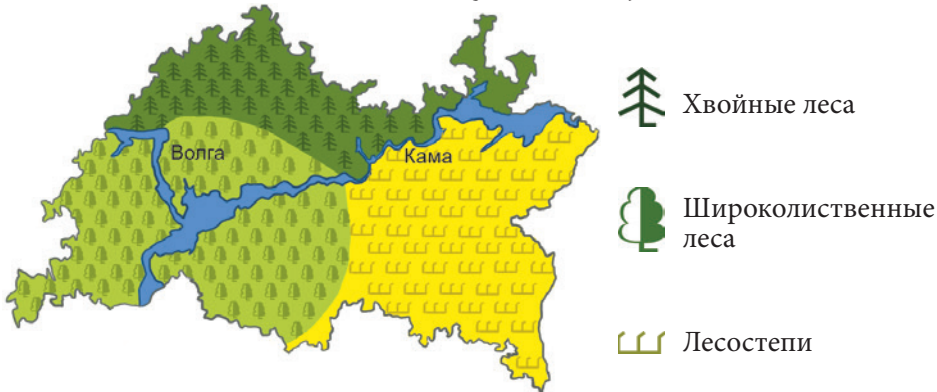 Хвойные леса
Волга
Кама
Широколиственные
леса
Лесостепи